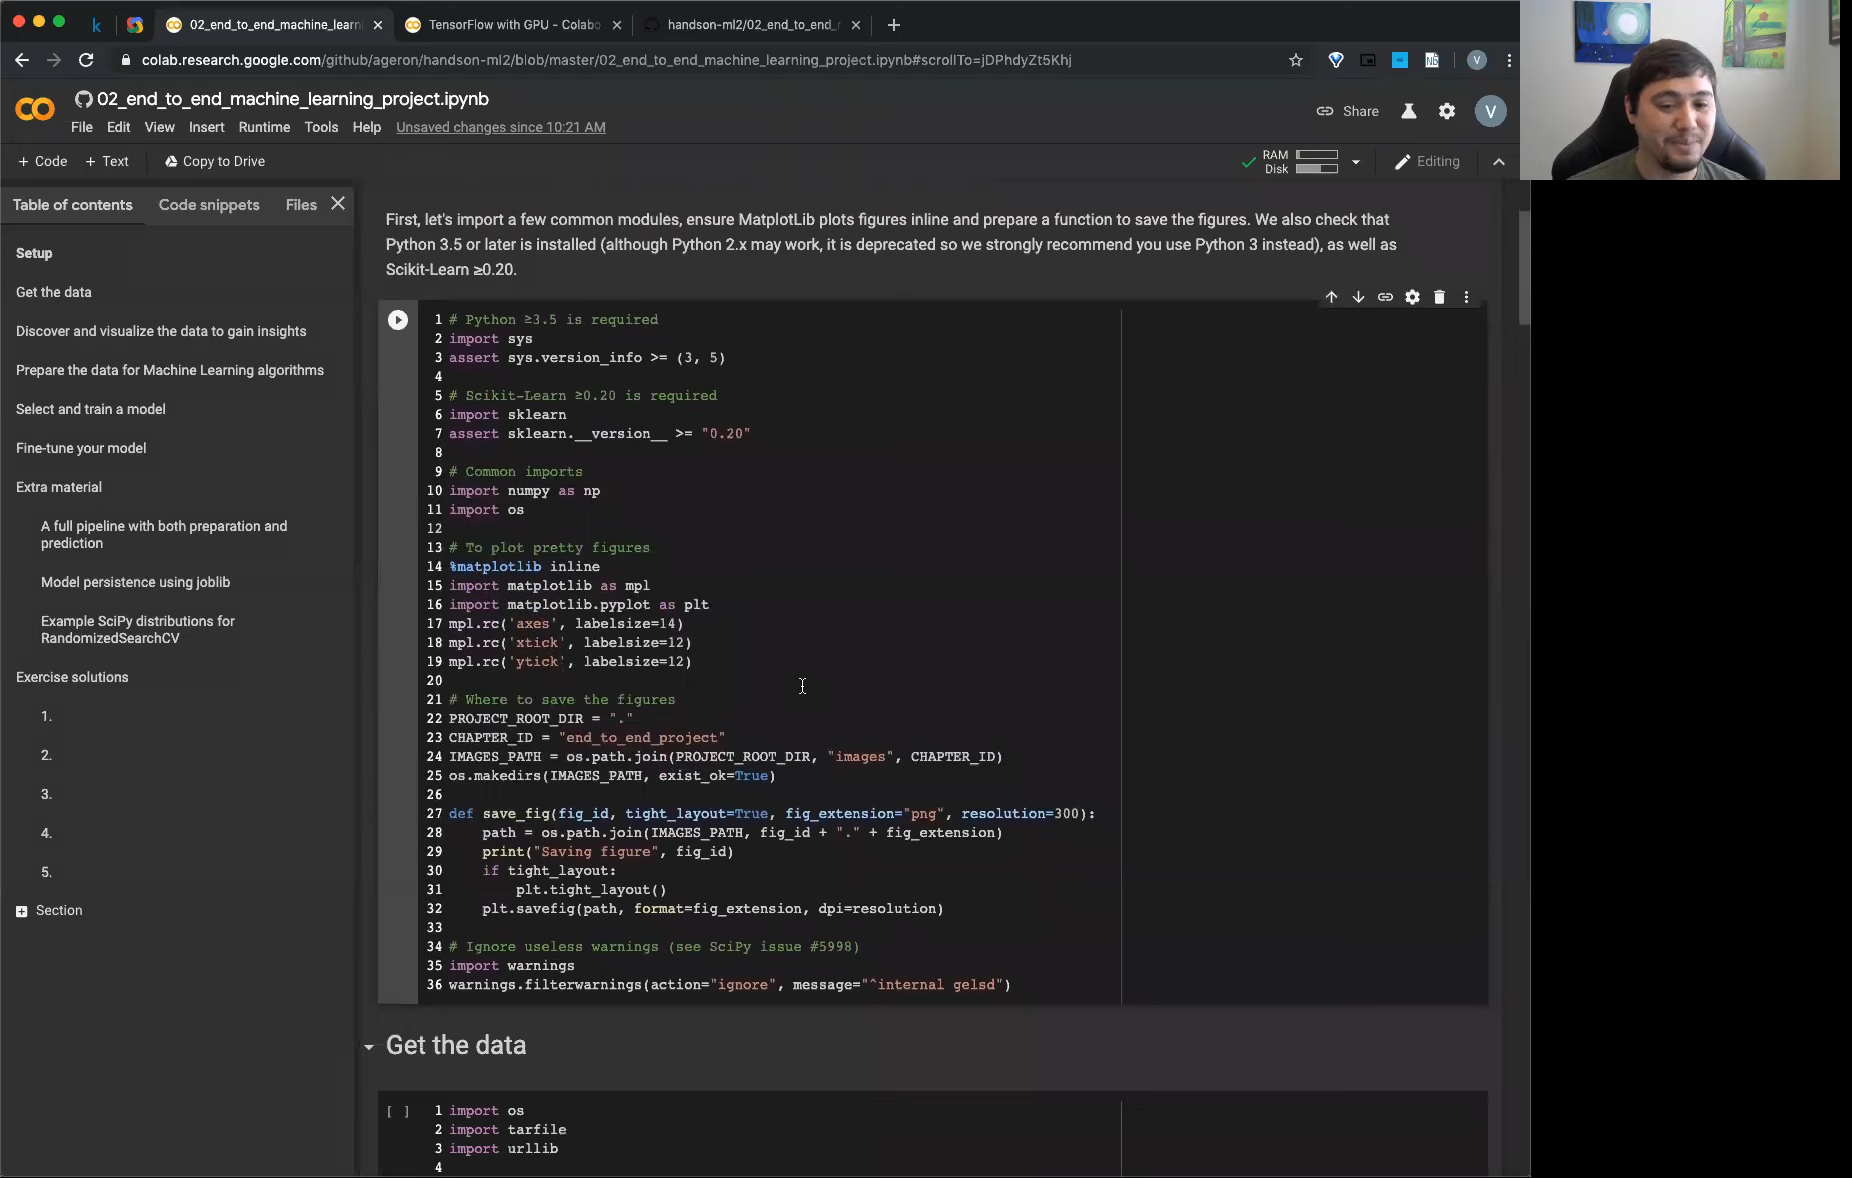 02_end_to_end_machine_learni
TensorFlow with GPU - Colabo
handson-ml2/02_end_to_end_
colab.research.google.com/github/ageron/handson-ml2/blob/master/02_end_to_end_machine_learning_project.ipynb#scrollTo=jDPhdyZt5Khj
V
02_end_to_end_machine_learning_project.ipynb
Share
V
File Edit View Insert Runtime Tools Help Unsaved changes since 10:21 AM
+ Code + Text Copy to Drive
RAM
Disk
Editing
Table of contents Code snippets Files
Setup
Get the data
Discover and visualize the data to gain insights
Prepare the data for Machine Learning algorithms
Select and train a model
Fine-tune your model
Extra material
A full pipeline with both preparation and
prediction
Model persistence using joblib
Example SciPy distributions for
RandomizedSearchCV
Exercise solutions
1.
2.
3.
4.
5.
Section
First, let's import a few common modules, ensure MatplotLib plots figures inline and prepare a function to save the figures. We also check that
Python 3.5 or later is installed (although Python 2.x may work, it is deprecated so we strongly recommend you use Python 3 instead), as well as
Scikit-Learn ≥0.20.
1 # Python ≥3.5 is required
2 import sys
3 assert sys.version_info >= (3, 5)
4
5 # Scikit-Learn ≥0.20 is required
6 import sklearn
7 assert sklearn.__version__ >= "0.20"
8
9 # Common imports
10 import numpy as np
11 import os
12
13 # To plot pretty figures
14 %matplotlib inline
15 import matplotlib as mpl
16 import matplotlib.pyplot as plt
17 mpl.rc('axes', labelsize=14)
18 mpl.rc('xtick', labelsize=12)
19 mpl.rc('ytick', labelsize=12)
20
21 # Where to save the figures
22 PROJECT_ROOT_DIR = "."
23 CHAPTER_ID = "end_to_end_project"
24 IMAGES_PATH = os.path.join(PROJECT_ROOT_DIR, "images", CHAPTER_ID)
25 os.makedirs(IMAGES_PATH, exist_ok=True)
26
27 def save_fig(fig_id, tight_layout=True, fig_extension="png", resolution=300):
28     path = os.path.join(IMAGES_PATH, fig_id + "." + fig_extension)
29     print("Saving figure", fig_id)
30     if tight_layout:
31         plt.tight_layout()
32     plt.savefig(path, format=fig_extension, dpi=resolution)
33
34 # Ignore useless warnings (see SciPy issue #5998)
35 import warnings
36 warnings.filterwarnings(action="ignore", message="^internal gelsd")
Get the data
[ ] 1 import os
2 import tarfile
3 import urllib
4